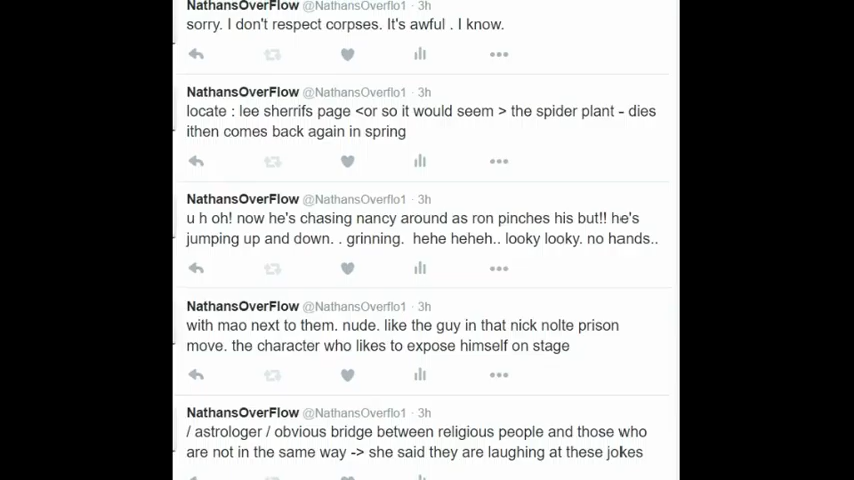 NathansOverFlow @NathansOverflo1 · 3h
sorry. I don't respect corpses. It's awful . I know.
NathansOverFlow @NathansOverflo1 · 3h
locate : lee sherrifs page <or so it would seem > the spider plant - dies
ithen comes back again in spring
NathansOverFlow @NathansOverflo1 · 3h
u h oh! now he's chasing nancy around as ron pinches his but!! he's
jumping up and down. . grinning.  hehe heheh.. looky looky. no hands..
NathansOverFlow @NathansOverflo1 · 3h
with mao next to them. nude. like the guy in that nick nolte prison
move. the character who likes to expose himself on stage
NathansOverFlow @NathansOverflo1 · 3h
/ astrologer / obvious bridge between religious people and those who
are not in the same way -> she said they are laughing at these jokes